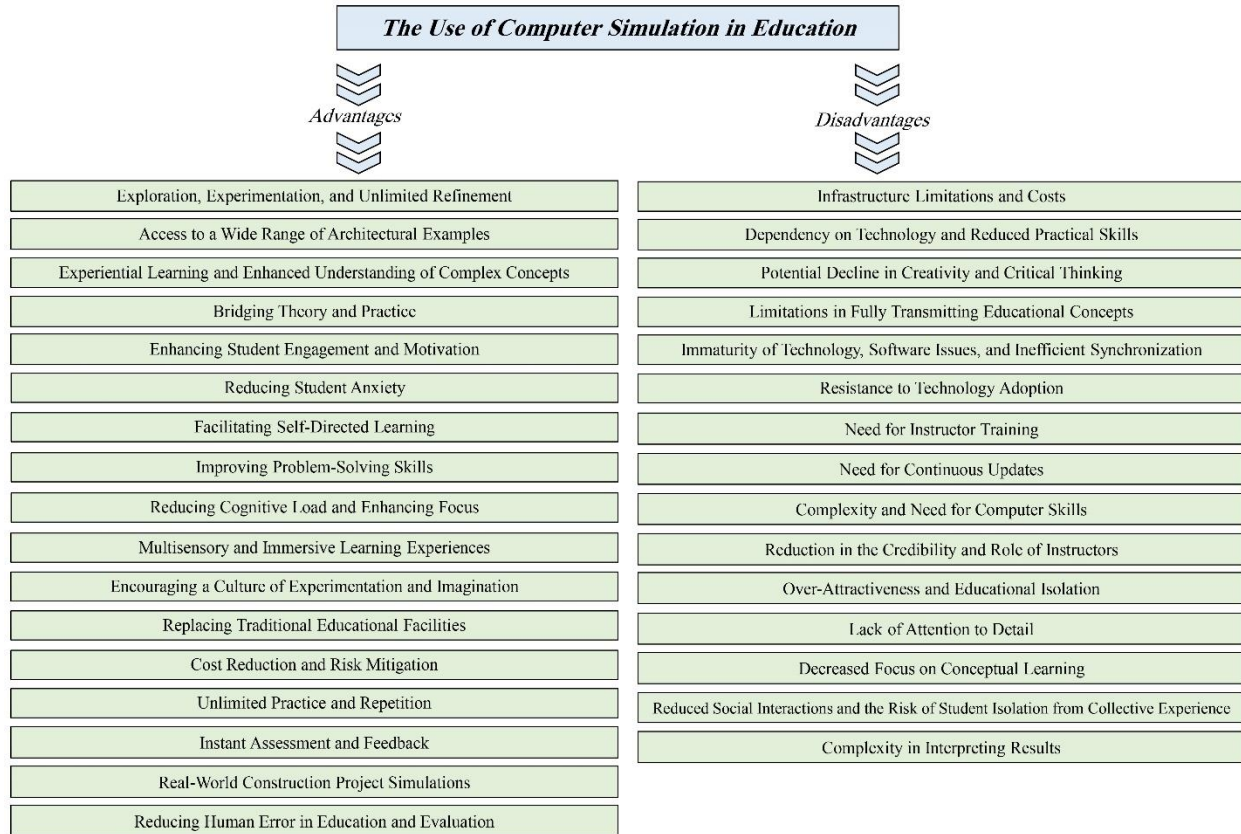 The Use of Computer Simulation in Education
Advantages
Exploration, Experimentation, and Unlimited Refinement
Access to a Wide Range of Architectural Examples
Experiential Learning and Enhanced Understanding of Complex Concepts
Bridging Theory and Practice
Enhancing Student Engagement and Motivation
Reducing Student Anxiety
Facilitating Self-Directed Learning
Improving Problem-Solving Skills
Reducing Cognitive Load and Enhancing Focus
Multisensory and Immersive Learning Experiences
Encouraging a Culture of Experimentation and Imagination
Replacing Traditional Educational Facilities
Cost Reduction and Risk Mitigation
Unlimited Practice and Repetition
Instant Assessment and Feedback
Real-World Construction Project Simulations
Reducing Human Error in Education and Evaluation
Disadvantages
Infrastructure Limitations and Costs
Dependency on Technology and Reduced Practical Skills
Potential Decline in Creativity and Critical Thinking
Limitations in Fully Transmitting Educational Concepts
Immaturity of Technology, Software Issues, and Inefficient Synchronization
Resistance to Technology Adoption
Need for Instructor Training
Need for Continuous Updates
Complexity and Need for Computer Skills
Reduction in the Credibility and Role of Instructors
Over-Attractiveness and Educational Isolation
Lack of Attention to Detail
Decreased Focus on Conceptual Learning
Reduced Social Interactions and the Risk of Student Isolation from Collective Experience
Complexity in Interpreting Results